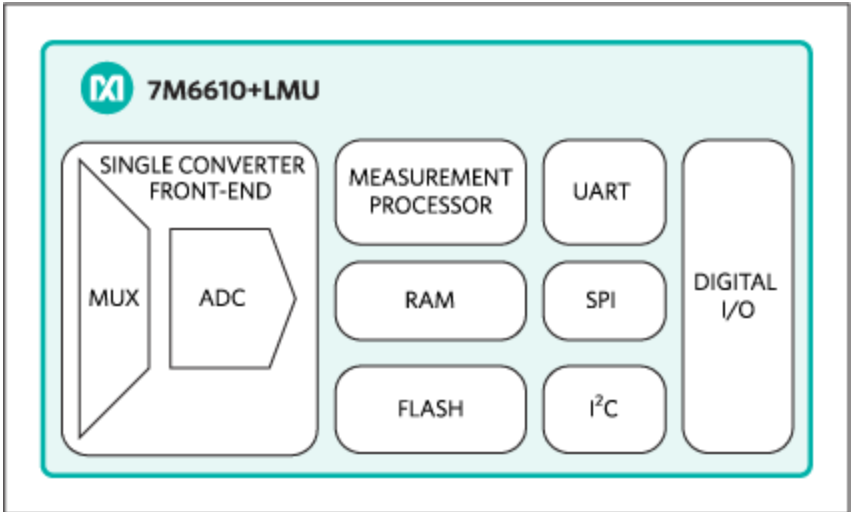 7M6610+LMU
SINGLE CONVERTER
FRONT-END
MUX
ADC
MEASUREMENT
PROCESSOR
RAM
FLASH
UART
SPI
I²C
DIGITAL
I/O